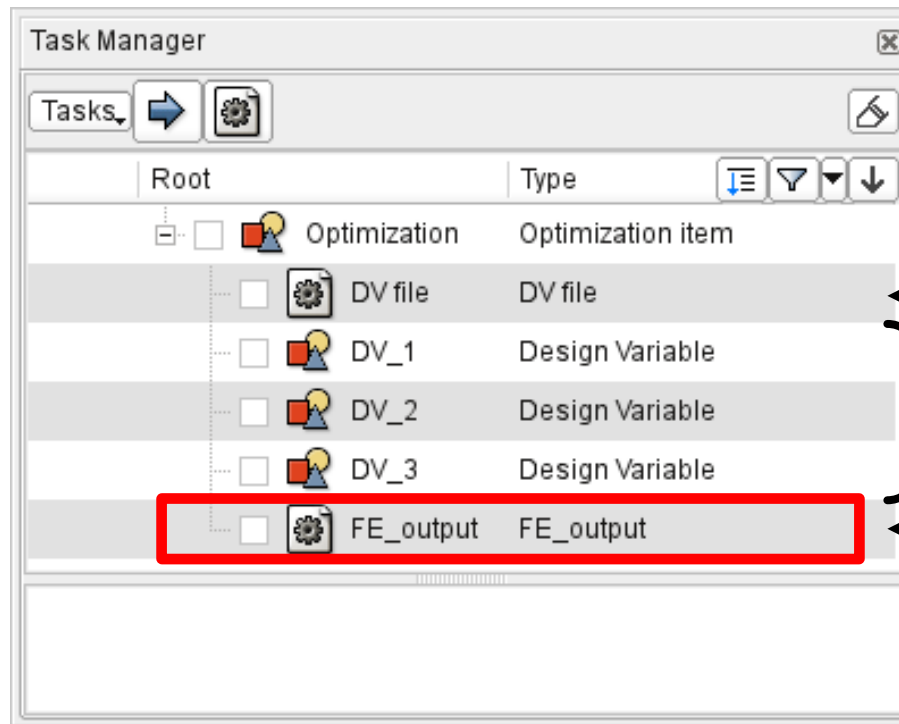 Task Manager
Tasks
Root Type
Optimization Optimization item
DV file DV file
DV_1 Design Variable
DV_2 Design Variable
DV_3 Design Variable
FE_output FE_output